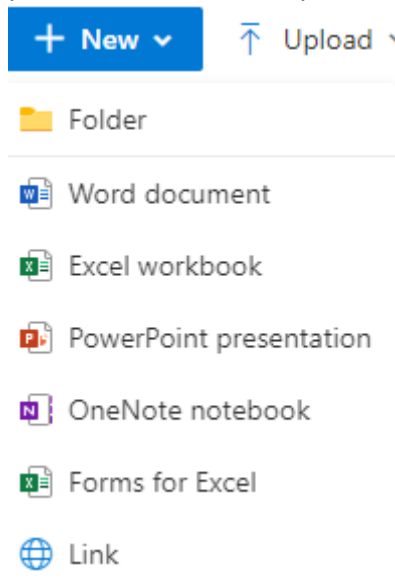 + New Upload
Folder
Word document
Excel workbook
PowerPoint presentation
OneNote notebook
Forms for Excel
Link